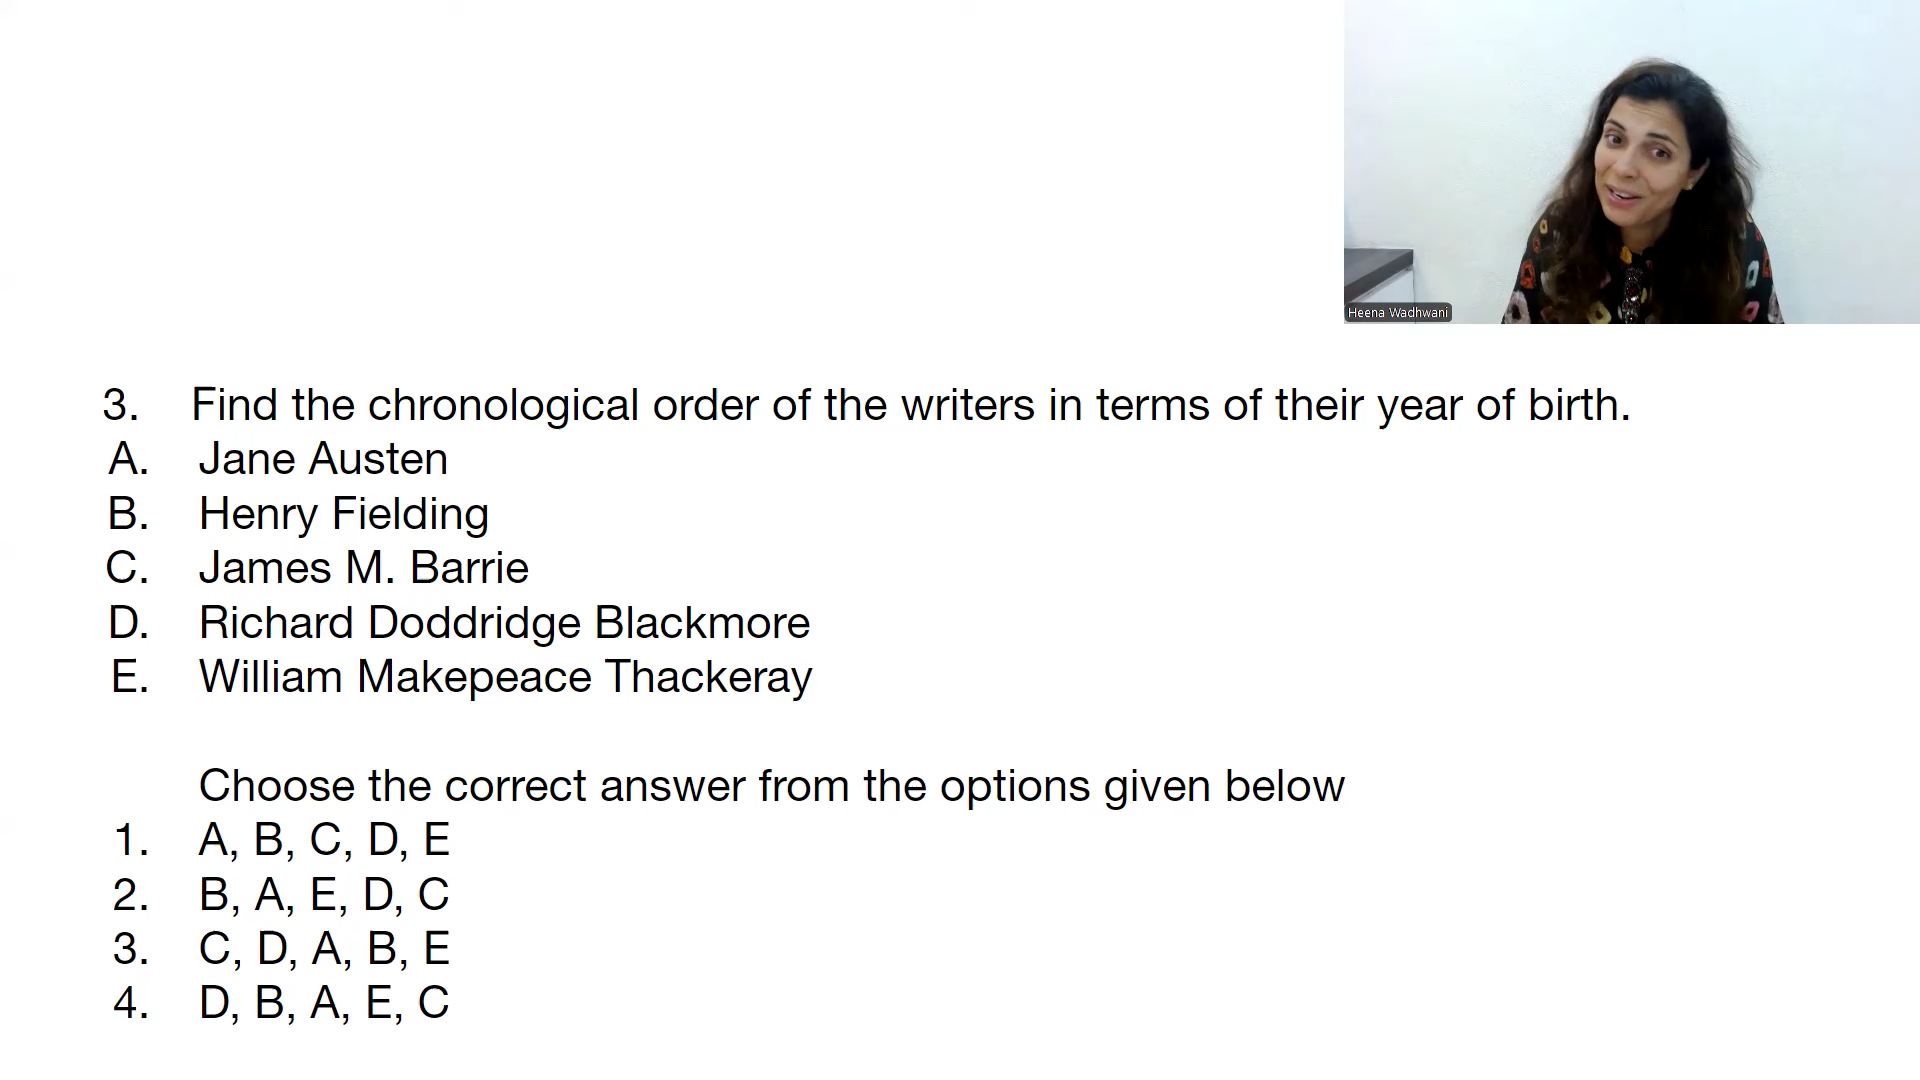 Heena Wadhwani
3. Find the chronological order of the writers in terms of their year of birth.
A. Jane Austen
B. Henry Fielding
C. James M. Barrie
D. Richard Doddridge Blackmore
E. William Makepeace Thackeray
Choose the correct answer from the options given below
1. A, B, C, D, E
2. B, A, E, D, C
3. C, D, A, B, E
4. D, B, A, E, C